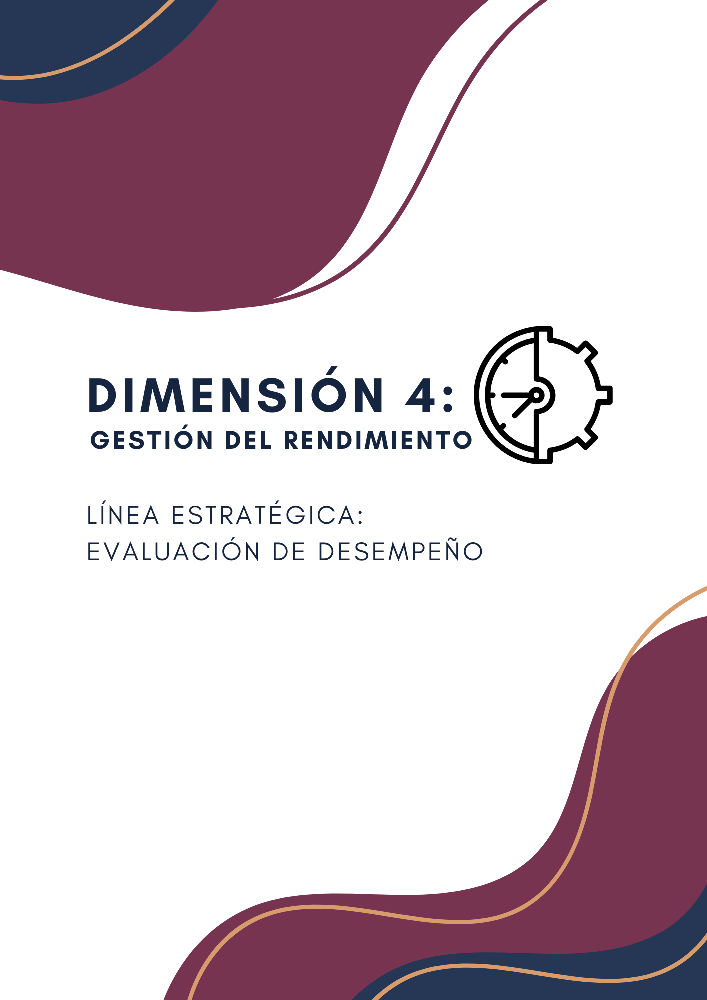 DIMENSIÓN 4:
GESTIÓN DEL RENDIMIENTO
LÍNEA ESTRATÉGICA:
EVALUACIÓN DE DESEMPEÑO